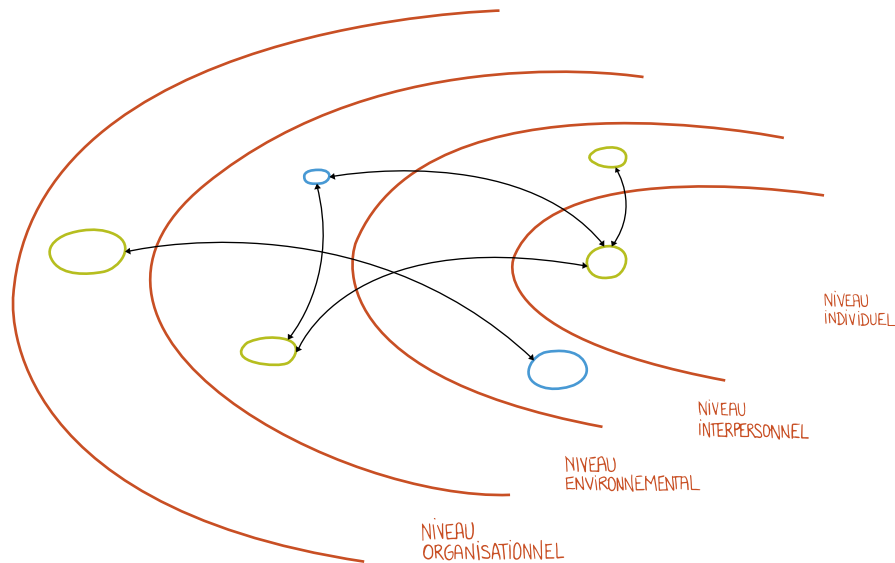 NIVEAU
INDIVIDUEL
NIVEAU
INTERPERSONNEL
NIVEAU
ENVIRONNEMENTAL
NIVEAU
ORGANISATIONNEL